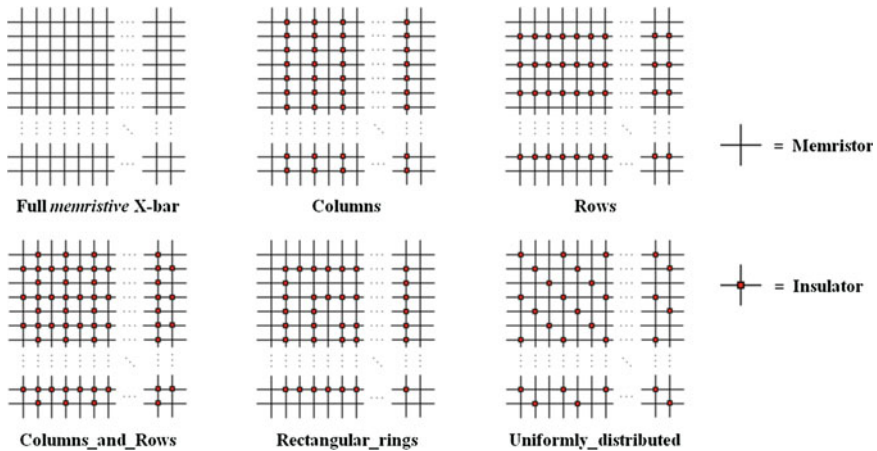 Full memristive X-bar
Columns
Rows
= Memristor
Columns_and_Rows
Rectangular_rings
Uniformly_distributed
= Insulator